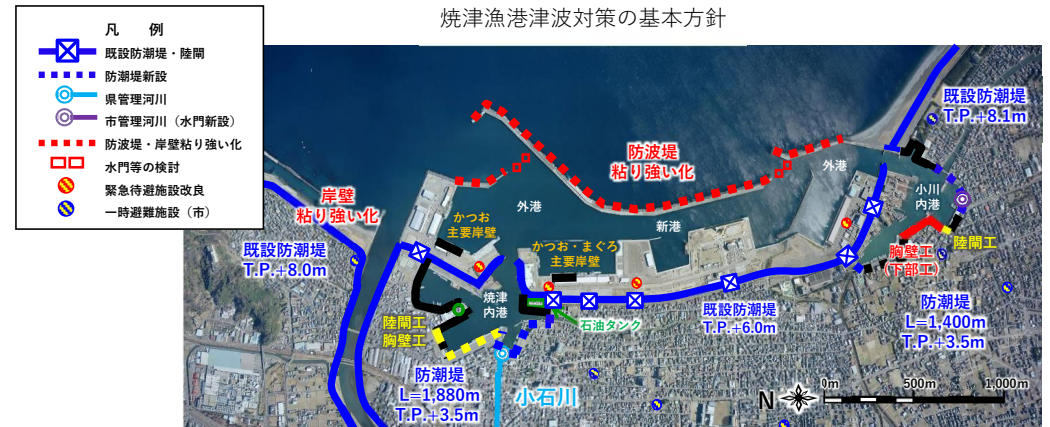 焼津漁港津波対策の基本方針
凡　例
既設防潮堤・陸閘
防潮堤新設
県管理河川
市管理河川（水門新設）
防波堤・岸壁粘り強い化
水門等の検討
緊急待避施設改良
一時避難施設（市）
既設防潮堤
T.P.+8.1m
防波堤
粘り強い化
外港
小川
内港
岸壁
粘り強い化
外港
新港
かつお
主要岸壁
かつお・まぐろ
主要岸壁
陸閘工
胸壁工
（下部工）
既設防潮堤
T.P.+8.0m
焼津
内港
石油タンク
既設防潮堤
T.P.+6.0m
防潮堤
L=1,400m
T.P.+3.5m
陸閘工
胸壁工
防潮堤
L=1,880m
T.P.+3.5m
小石川
N
0m
500m
1,000m